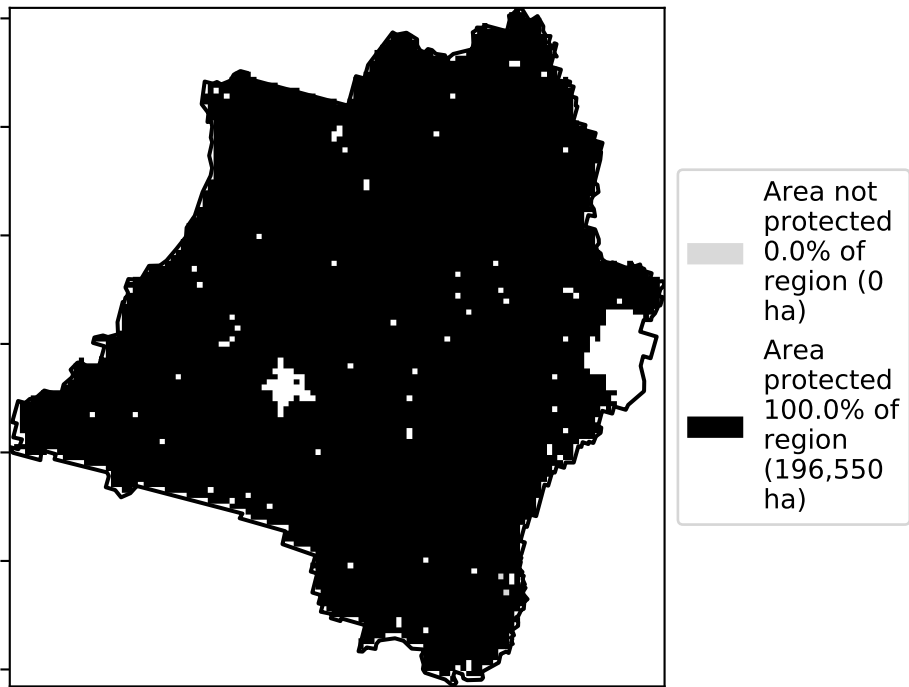 Area not
protected
0.0% of
region (0
ha)
Area
protected
100.0% of
region
(196,550
ha)